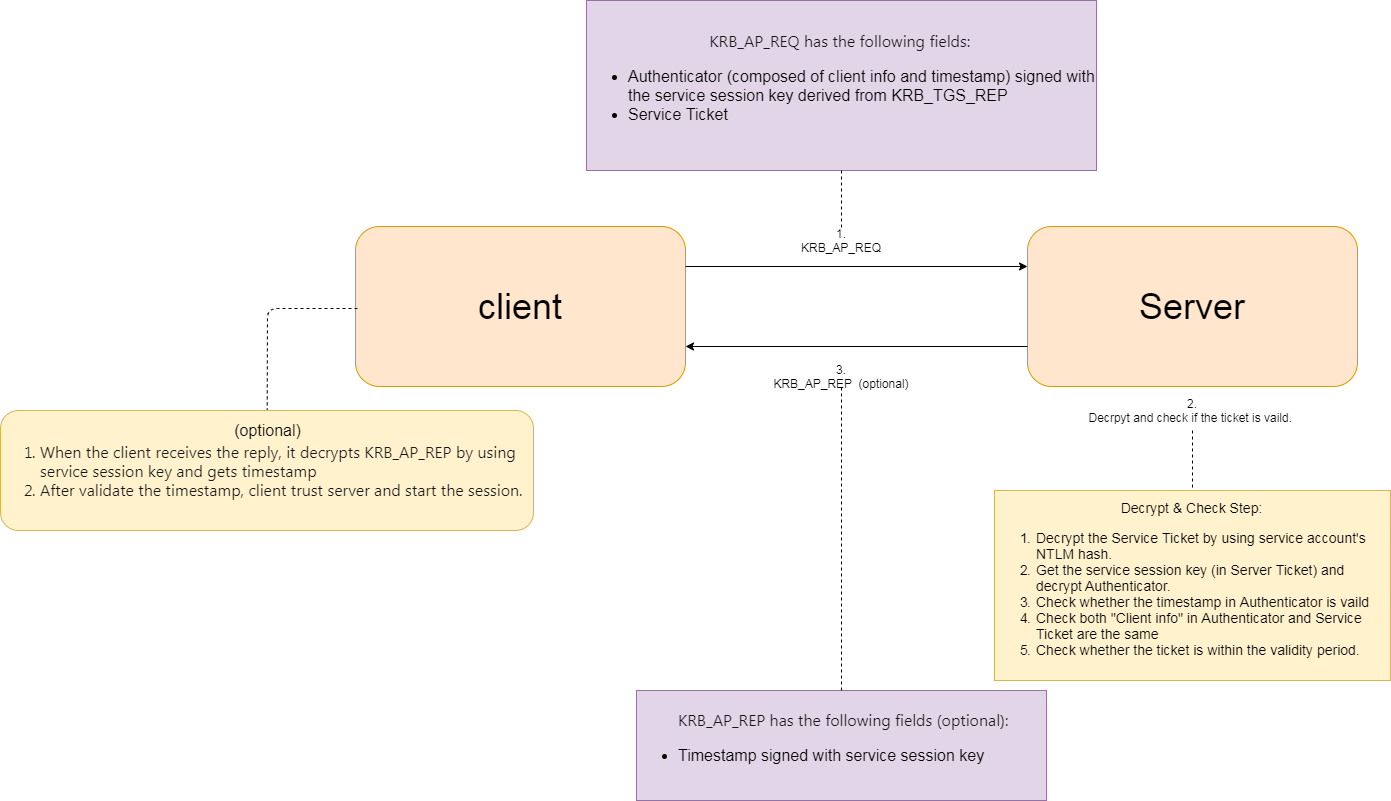 KRB_AP_REQ has the following fields:
• Authenticator (composed of client info and timestamp) signed with
the service session key derived from KRB_TGS_REP
• Service Ticket
1.
KRB_AP_REQ
client
Server
3.
KRB_AP_REP (optional)
2.
Decrpyt and check if the ticket is vaild.
(optional)
1. When the client receives the reply, it decrypts KRB_AP_REP by using
service session key and gets timestamp
2. After validate the timestamp, client trust server and start the session.
Decrypt & Check Step:
1. Decrypt the Service Ticket by using service account's
NTLM hash.
2. Get the service session key (in Server Ticket) and
decrypt Authenticator.
3. Check whether the timestamp in Authenticator is vaild
4. Check both "Client info" in Authenticator and Service
Ticket are the same
5. Check whether the ticket is within the validity period.
KRB_AP_REP has the following fields (optional):
• Timestamp signed with service session key